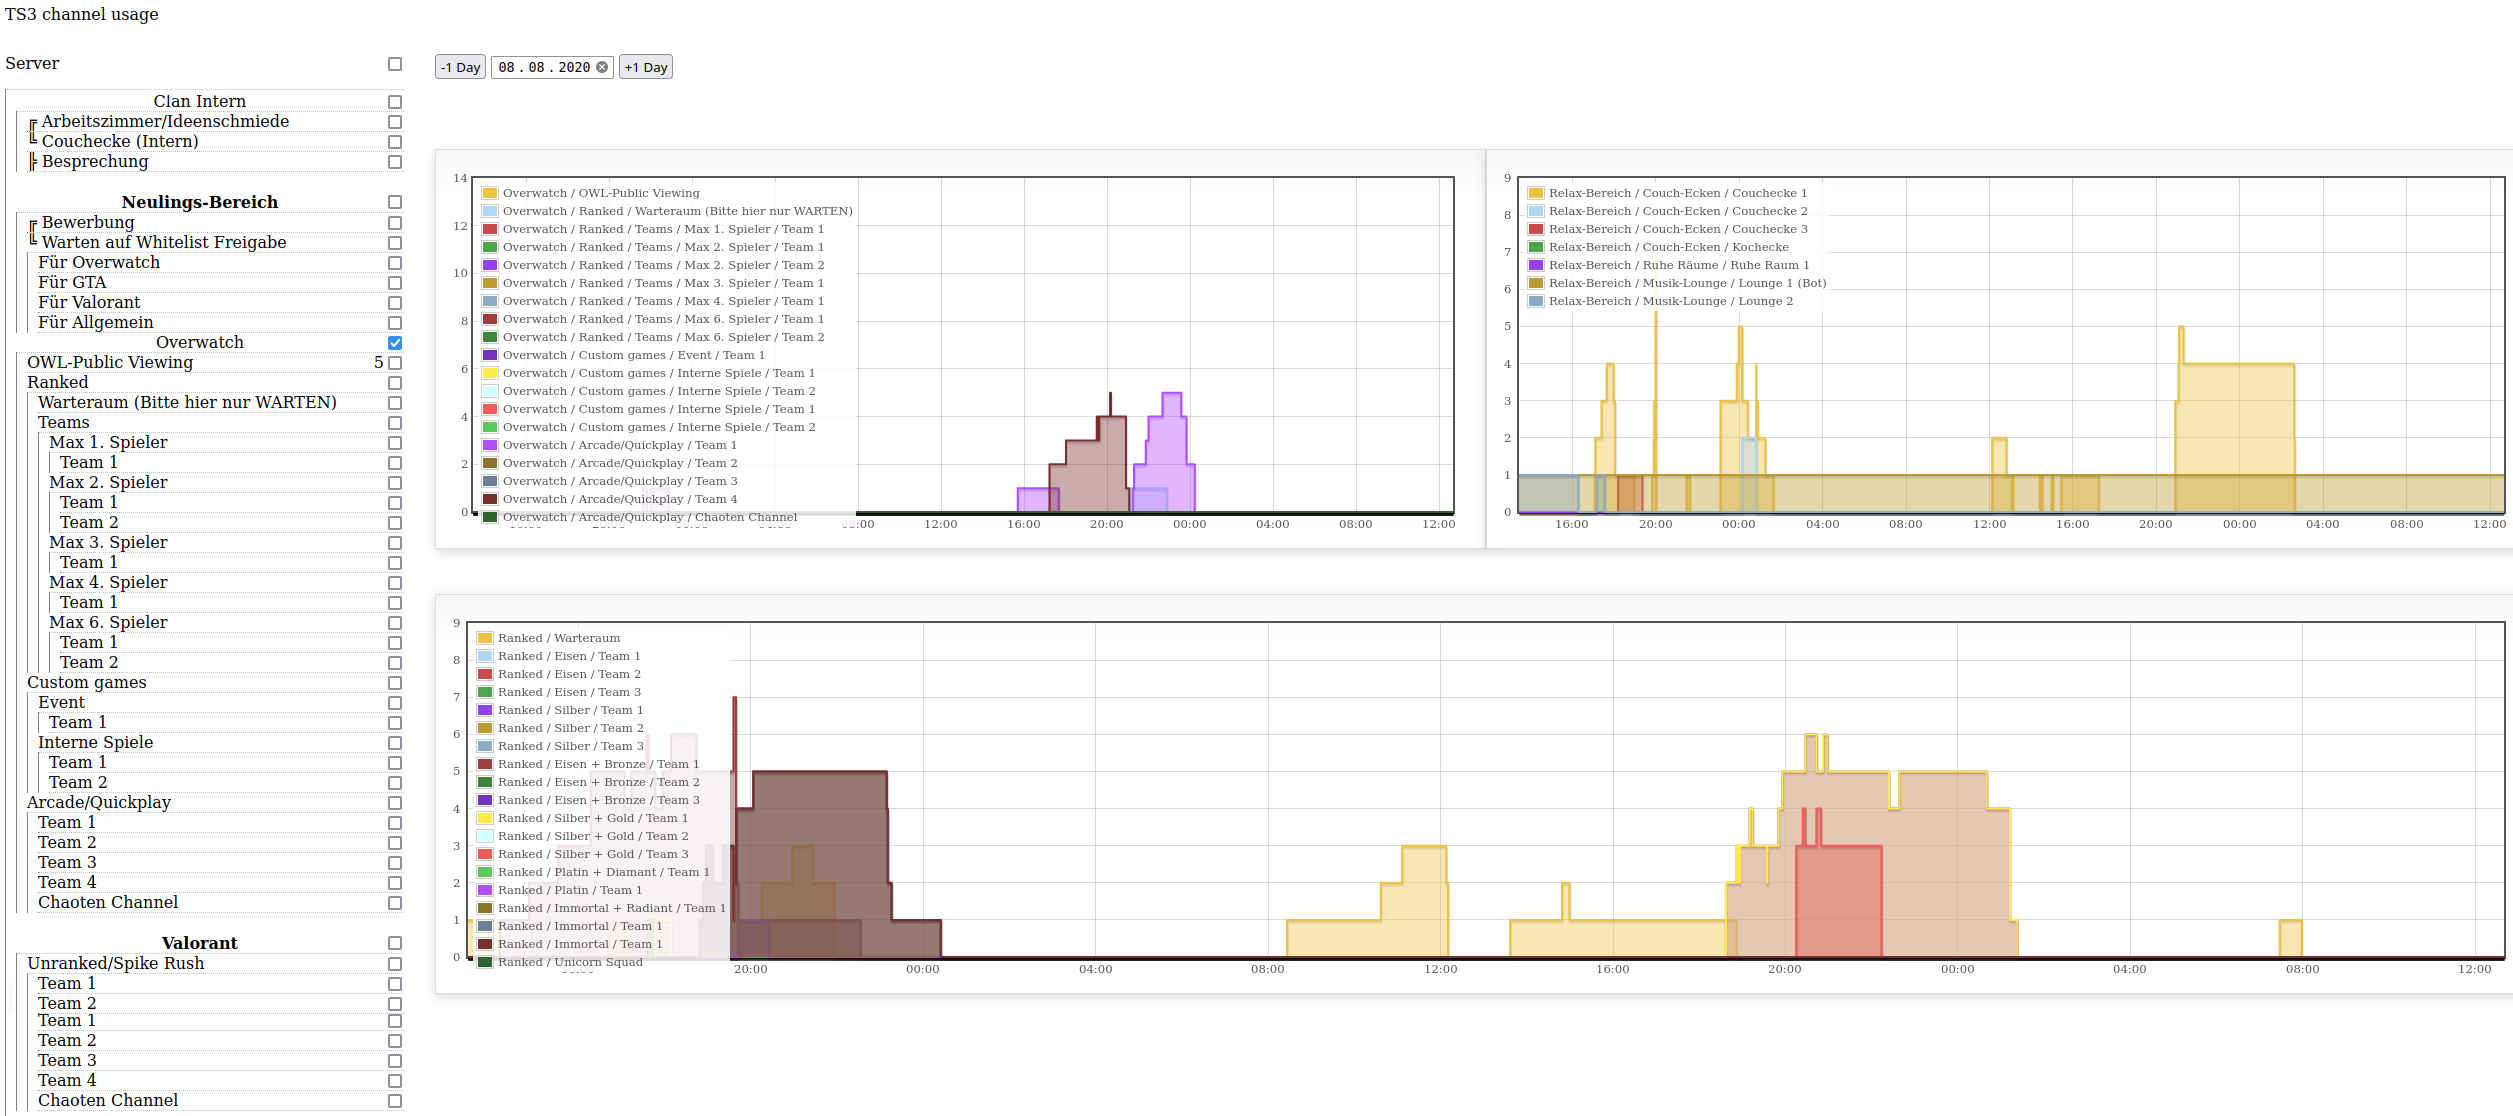 TS3 channel usage
Server
-1 Day 08.08.2020 +1 Day
Clan Intern
╔ Arbeitszimmer/Ideenschmiede
╚ Couchecke (Intern)
╠ Besprechung
Neulings-Bereich
╔ Bewerbung
╚ Warten auf Whitelist Freigabe
Für Overwatch
Für GTA
Für Valorant
Für Allgemein
Overwatch
OWL-Public Viewing 5
Ranked
Warteraum (Bitte hier nur WARTEN)
Teams
Max 1. Spieler
Team 1
Max 2. Spieler
Team 1
Team 2
Max 3. Spieler
Team 1
Max 4. Spieler
Team 1
Max 6. Spieler
Team 1
Team 2
Custom games
Event
Team 1
Interne Spiele
Team 1
Team 2
Arcade/Quickplay
Team 1
Team 2
Team 3
Team 4
Chaoten Channel
Valorant
Unranked/Spike Rush
Team 1
Team 2
Team 1
Team 2
Team 3
Team 4
Chaoten Channel
14
12
10
8
6
4
2
0
Overwatch / OWL-Public Viewing
Overwatch / Ranked / Warteraum (Bitte hier nur WARTEN)
Overwatch / Ranked / Teams / Max 1. Spieler / Team 1
Overwatch / Ranked / Teams / Max 2. Spieler / Team 1
Overwatch / Ranked / Teams / Max 2. Spieler / Team 2
Overwatch / Ranked / Teams / Max 3. Spieler / Team 1
Overwatch / Ranked / Teams / Max 4. Spieler / Team 1
Overwatch / Ranked / Teams / Max 6. Spieler / Team 1
Overwatch / Ranked / Teams / Max 6. Spieler / Team 2
Overwatch / Custom games / Event / Team 1
Overwatch / Custom games / Interne Spiele / Team 1
Overwatch / Custom games / Interne Spiele / Team 2
Overwatch / Custom games / Interne Spiele / Team 1
Overwatch / Custom games / Interne Spiele / Team 2
Overwatch / Arcade/Quickplay / Team 1
Overwatch / Arcade/Quickplay / Team 2
Overwatch / Arcade/Quickplay / Team 3
Overwatch / Arcade/Quickplay / Team 4
Overwatch / Arcade/Quickplay / Chaoten Channel
08:00 12:00 16:00 20:00 00:00 04:00 08:00 12:00
9
8
7
6
5
4
3
2
1
0
Relax-Bereich / Couch-Ecken / Couchecke 1
Relax-Bereich / Couch-Ecken / Couchecke 2
Relax-Bereich / Couch-Ecken / Couchecke 3
Relax-Bereich / Couch-Ecken / Kochecke
Relax-Bereich / Ruhe Räume / Ruhe Raum 1
Relax-Bereich / Musik-Lounge / Lounge 1 (Bot)
Relax-Bereich / Musik-Lounge / Lounge 2
16:00 20:00 00:00 04:00 08:00 12:00 16:00 20:00 00:00 04:00 08:00 12:00
9
8
7
6
5
4
3
2
1
0
Ranked / Warteraum
Ranked / Eisen / Team 1
Ranked / Eisen / Team 2
Ranked / Eisen / Team 3
Ranked / Silber / Team 1
Ranked / Silber / Team 2
Ranked / Silber / Team 3
Ranked / Eisen + Bronze / Team 1
Ranked / Eisen + Bronze / Team 2
Ranked / Eisen + Bronze / Team 3
Ranked / Silber + Gold / Team 1
Ranked / Silber + Gold / Team 2
Ranked / Silber + Gold / Team 3
Ranked / Platin + Diamant / Team 1
Ranked / Platin / Team 1
Ranked / Immortal + Radiant / Team 1
Ranked / Immortal / Team 1
Ranked / Immortal / Team 1
Ranked / Unicorn Squad
20:00 00:00 04:00 08:00 12:00 16:00 20:00 00:00 04:00 08:00 12:00